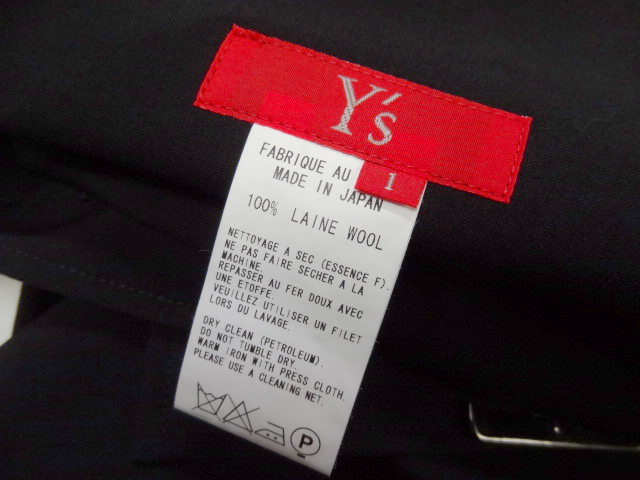 Y's
1
FABRIQUE AU
MADE IN JAPAN
100% LAINE WOOL
NETTOYAGE A SEC (ESSENCE F).
NE PAS FAIRE SECHER A LA
MACHINE.
REPASSER AU FER DOUX AVEC
UNE ETOFFE.
VEUILLEZ UTILISER UN FILET
LORS DU LAVAGE.
DRY CLEAN (PETROLEUM).
DO NOT TUMBLE DRY.
WARM IRON WITH PRESS CLOTH.
PLEASE USE A CLEANING NET.
P